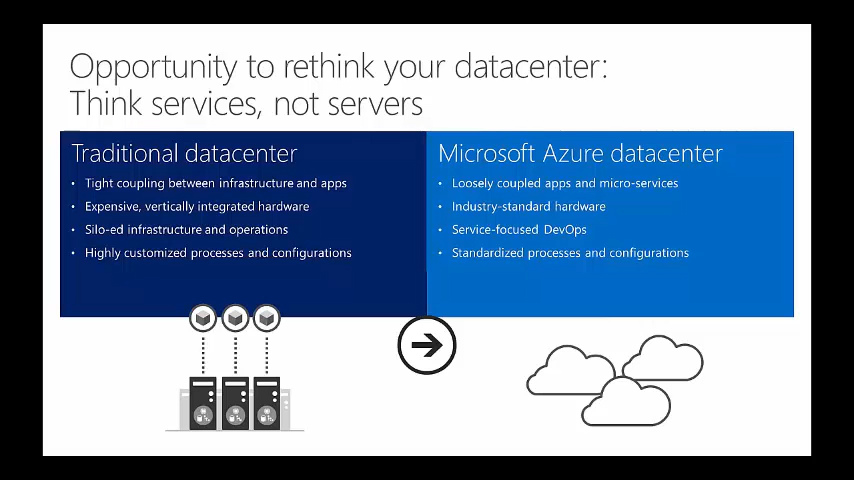 Opportunity to rethink your datacenter:
Think services, not servers
Traditional datacenter
• Tight coupling between infrastructure and apps
• Expensive, vertically integrated hardware
• Silo-ed infrastructure and operations
• Highly customized processes and configurations
Microsoft Azure datacenter
• Loosely coupled apps and micro-services
• Industry-standard hardware
• Service-focused DevOps
• Standardized processes and configurations